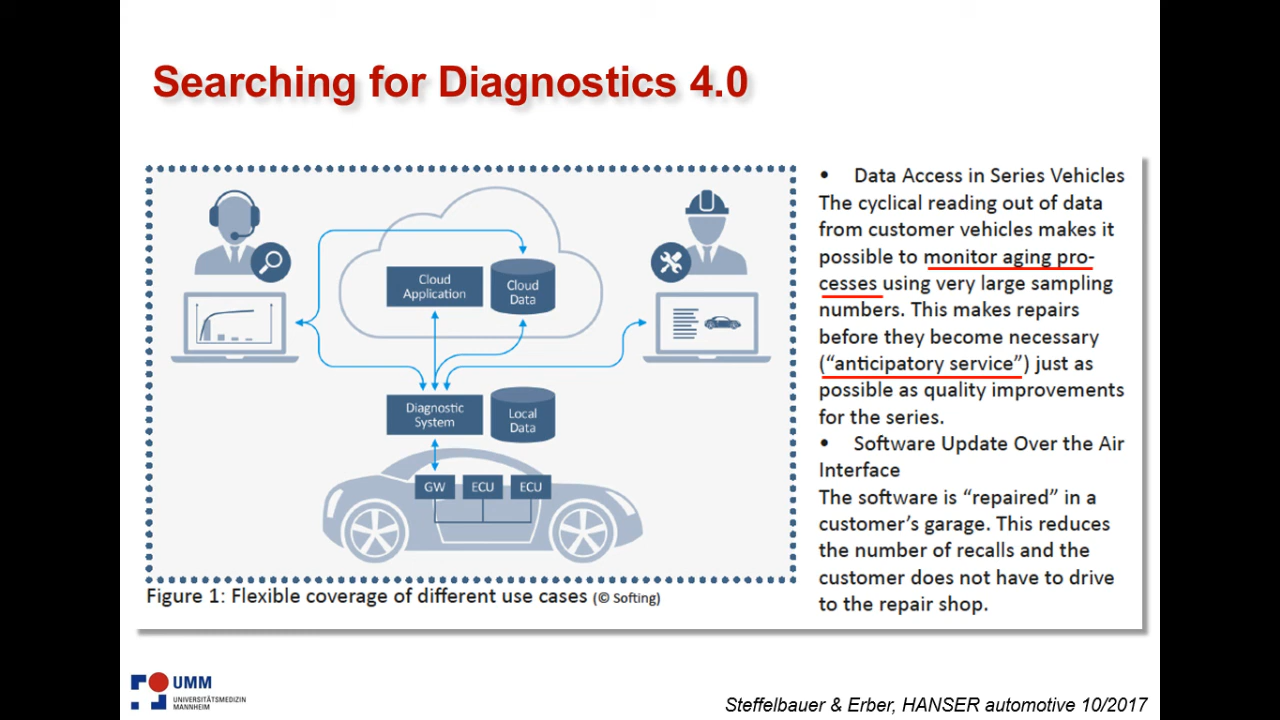 Searching for Diagnostics 4.0
Cloud
Application
Cloud
Data
Diagnostic
System
Local
Data
GW
ECU
ECU
Figure 1: Flexible coverage of different use cases (© Softing)
• Data Access in Series Vehicles
The cyclical reading out of data
from customer vehicles makes it
possible to monitor aging pro-
cesses using very large sampling
numbers. This makes repairs
before they become necessary
(“anticipatory service”) just as
possible as quality improvements
for the series.
• Software Update Over the Air
Interface
The software is “repaired” in a
customer’s garage. This reduces
the number of recalls and the
customer does not have to drive
to the repair shop.
UMM
UNIVERSITÄTSMEDIZIN
MANNHEIM
Steffelbauer & Erber, HANSER automotive 10/2017